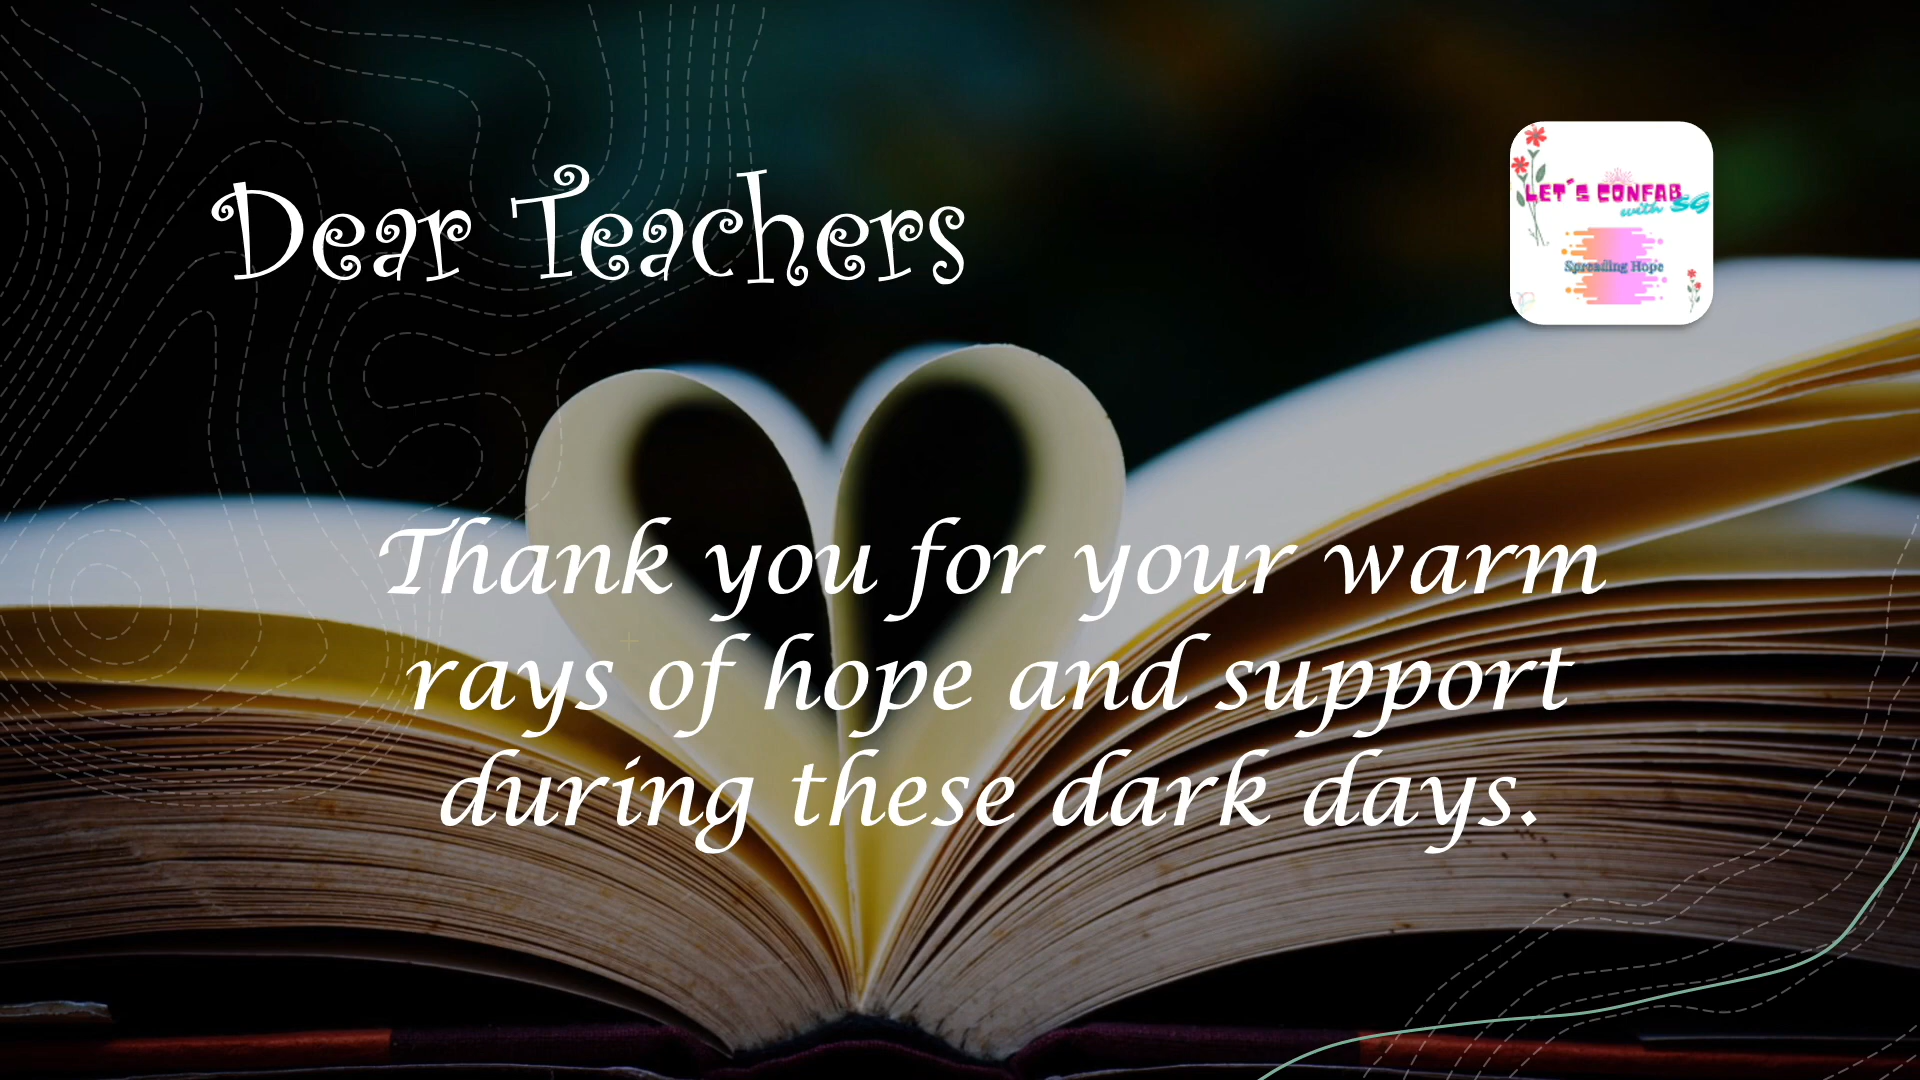 Dear Teachers
LET'S CONFAB
with SG
Spreading Hope
Thank you for your warm
rays of hope and support
during these dark days.